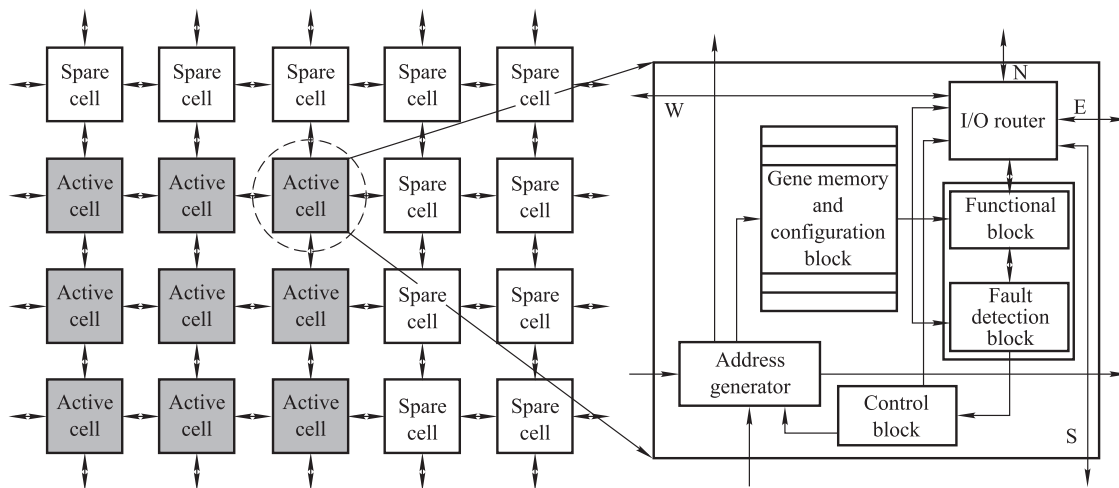 Spare
cell
Spare
cell
Spare
cell
Spare
cell
Spare
cell
Active
cell
Active
cell
Active
cell
Spare
cell
Spare
cell
Active
cell
Active
cell
Active
cell
Spare
cell
Spare
cell
Active
cell
Active
cell
Active
cell
Spare
cell
Spare
cell
N
W
E
I/O router
Gene memory
and
configuration
block
Functional
block
Fault
detection
block
Address
generator
Control
block
S